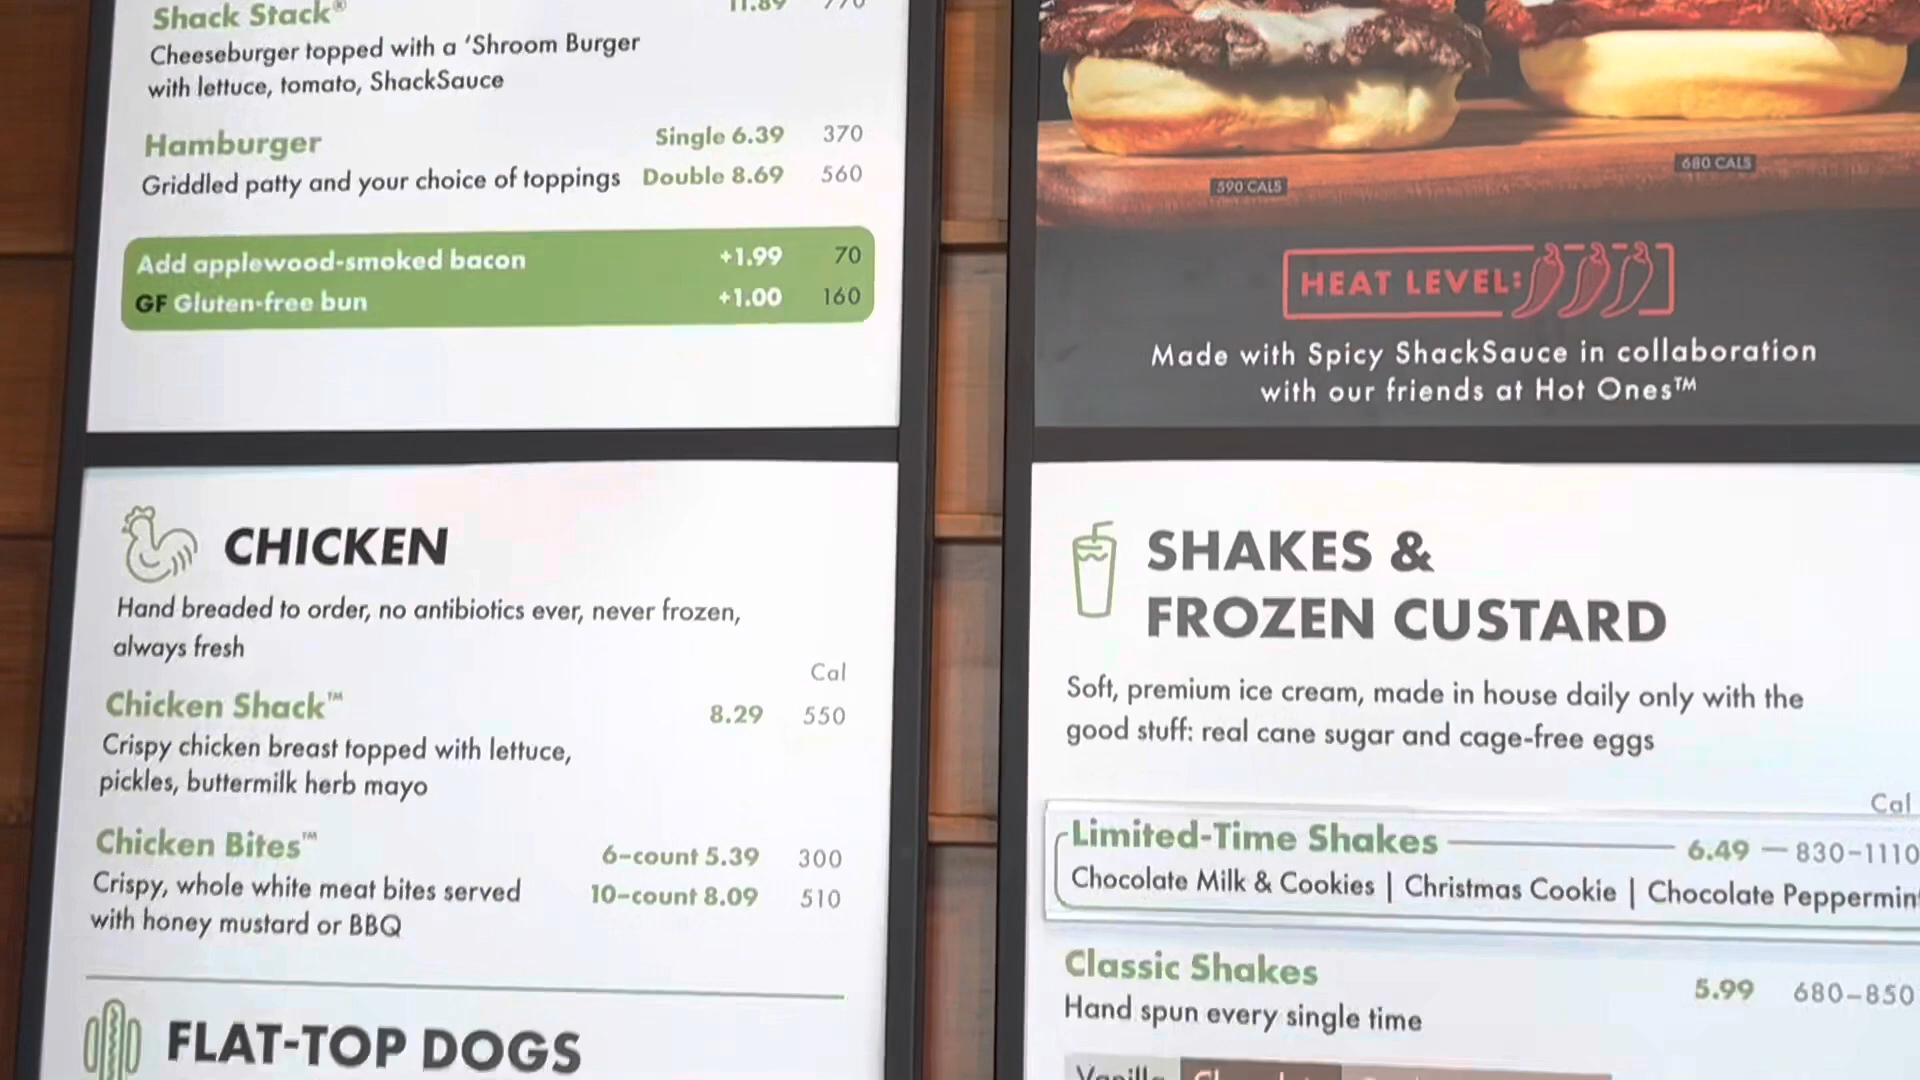 Shack Stack®
Cheeseburger topped with a ‘Shroom Burger
with lettuce, tomato, ShackSauce
Hamburger Single 6.39 370
Griddled patty and your choice of toppings Double 8.69 560
Add applewood-smoked bacon +1.99 70
GF Gluten-free bun +1.00 160
CHICKEN
Hand breaded to order, no antibiotics ever, never frozen,
always fresh
Cal
Chicken Shack™ 8.29 550
Crispy chicken breast topped with lettuce,
pickles, buttermilk herb mayo
Chicken Bites™ 6-count 5.39 300
Crispy, whole white meat bites served 10-count 8.09 510
with honey mustard or BBQ
FLAT-TOP DOGS
590 CALS
680 CALS
HEAT LEVEL:
Made with Spicy ShackSauce in collaboration
with our friends at Hot Ones™
SHAKES &
FROZEN CUSTARD
Soft, premium ice cream, made in house daily only with the
good stuff: real cane sugar and cage-free eggs
Cal
Limited-Time Shakes 6.49 — 830-1110
Chocolate Milk & Cookies | Christmas Cookie | Chocolate Peppermint
Classic Shakes 5.99 680-850
Hand spun every single time
Vanilla